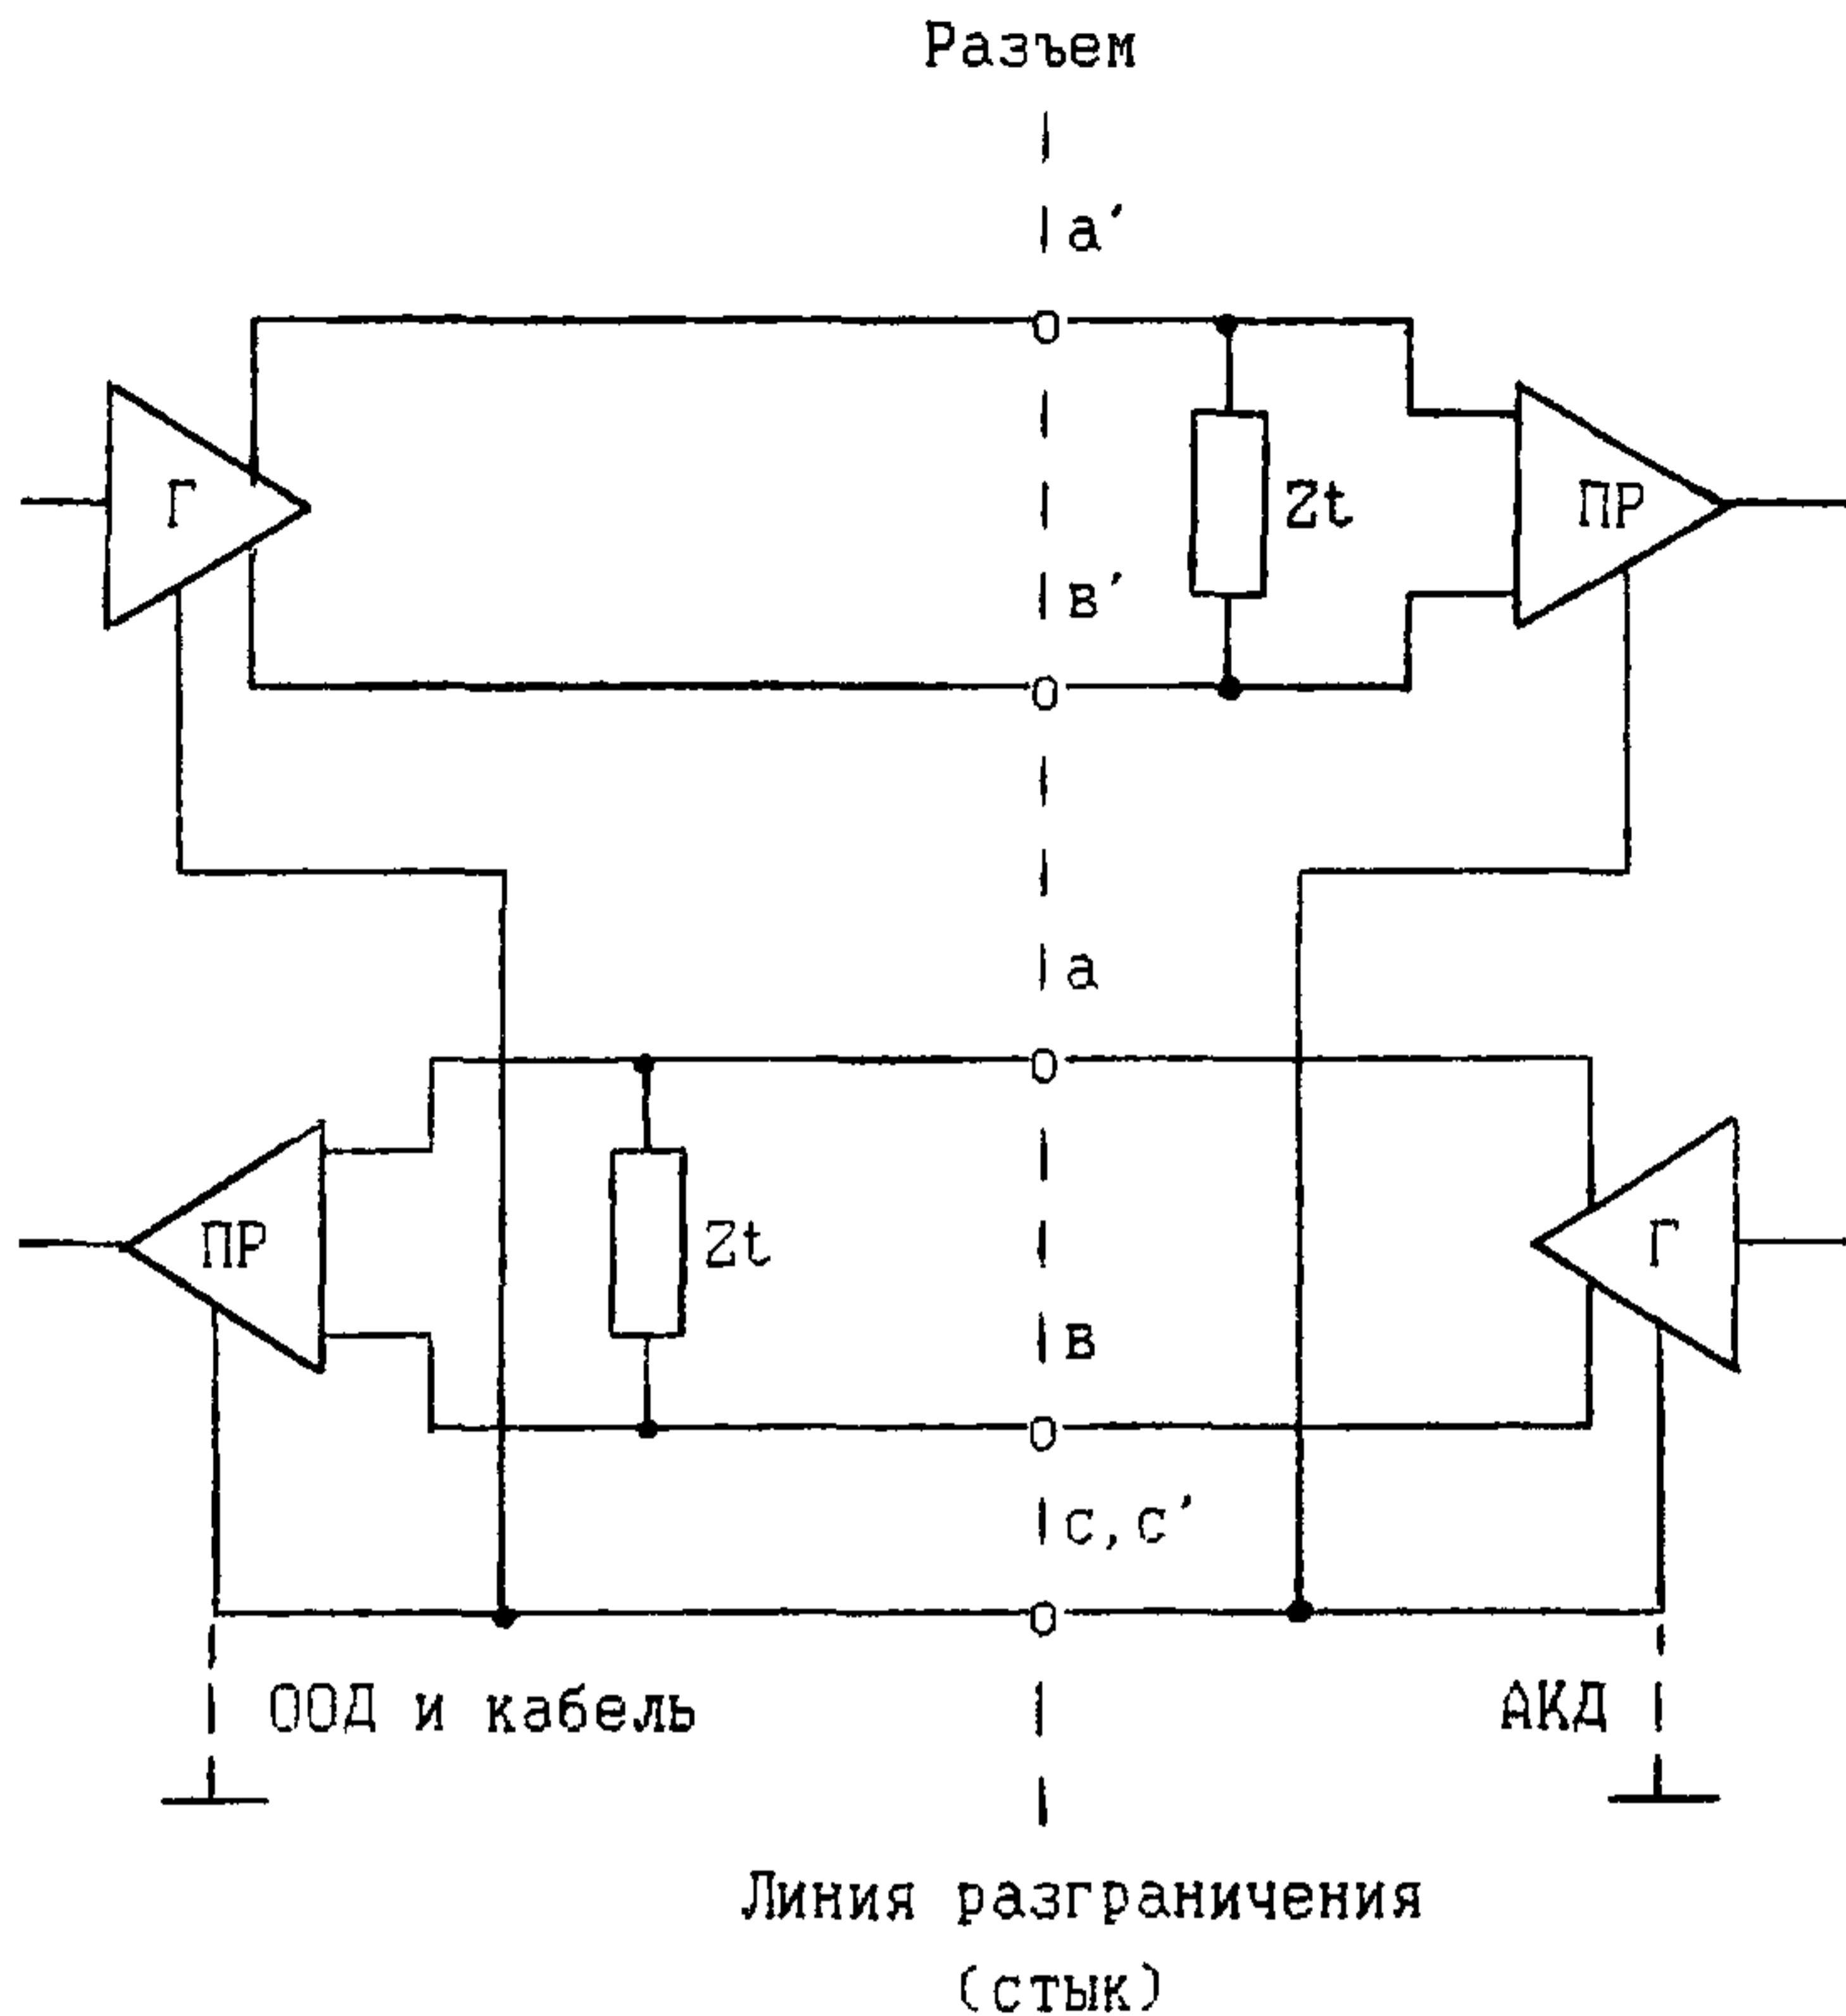 Разъем
a'
Г
Zt
ПР
в'
a
ПР
Zt
Г
в
c,c'
ООД и кабель
АКД
Линия разграничения
(стык)